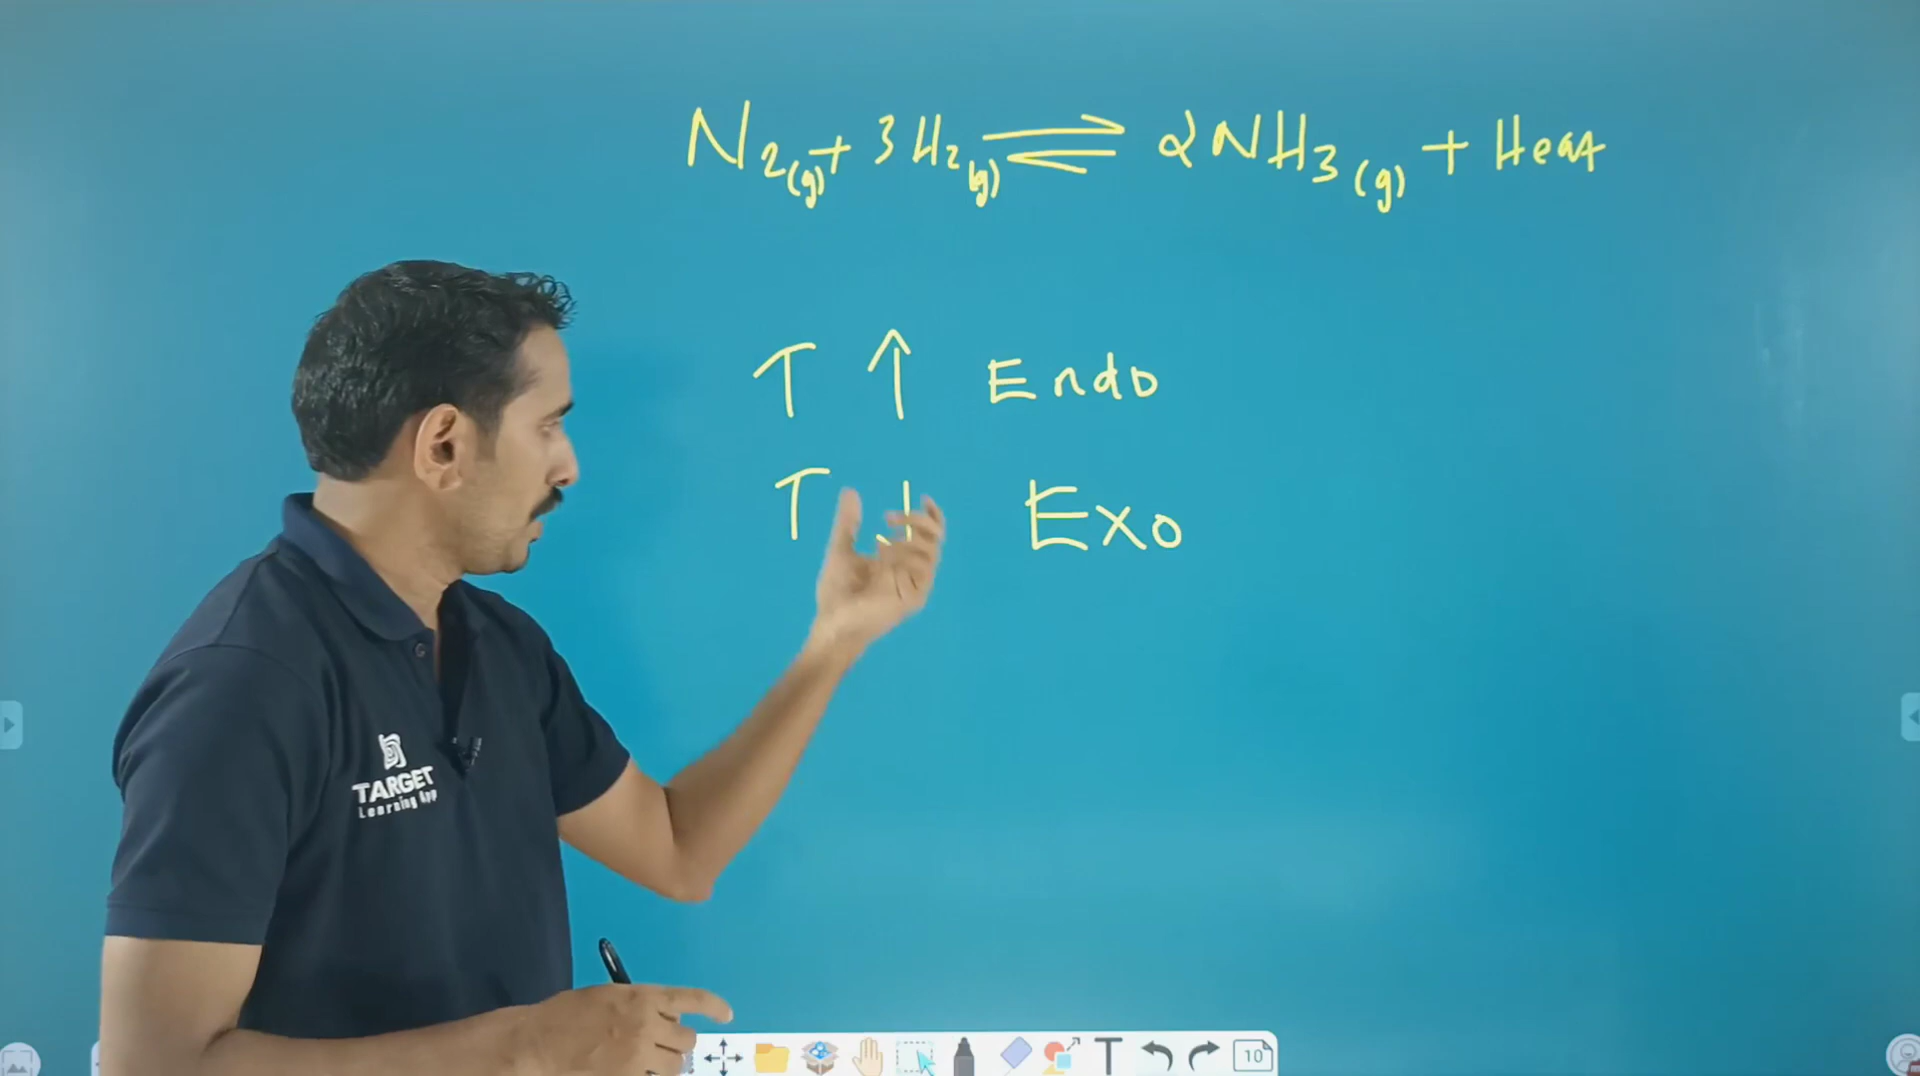 N₂(g) + 3H₂(g) ⇌ 2NH₃(g) + Heat
T ↑ Endo
T ↓ Exo
TARGET
Learning App
T
10